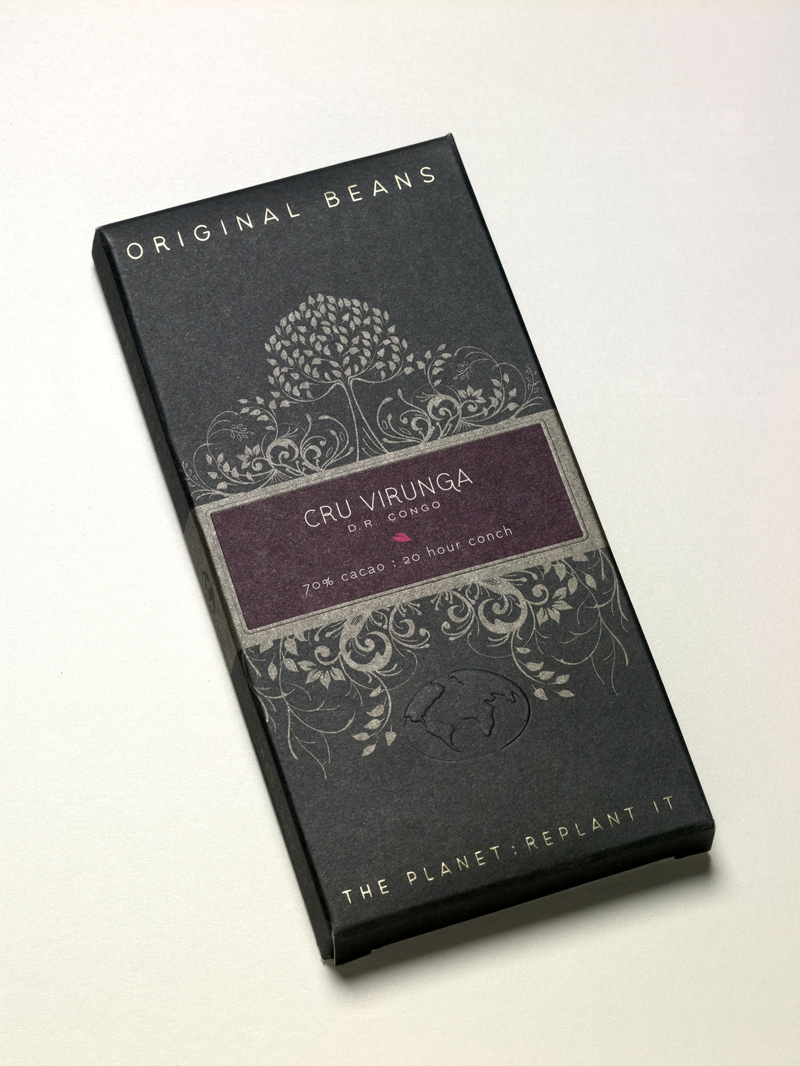 ORIGINAL BEANS
CRU VIRUNGA
D.R. CONGO
70% cacao : 20 hour conch
THE PLANET : REPLANT IT